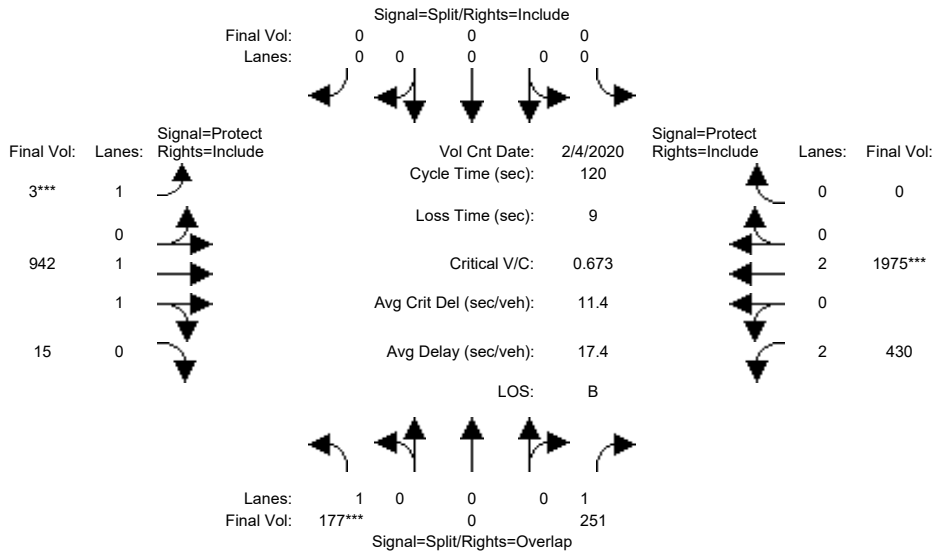 Signal=Split/Rights=Include
Final Vol: 0 0 0
Lanes: 0 0 0 0 0
Signal=Protect Signal=Protect
Final Vol: Lanes: Rights=Include Vol Cnt Date: 2/4/2020 Rights=Include Lanes: Final Vol:
Cycle Time (sec): 120
3*** 1 0 0
Loss Time (sec): 9
0 0
942 1 Critical V/C: 0.673 2 1975***
1 Avg Crit Del (sec/veh): 11.4 0
15 0 Avg Delay (sec/veh): 17.4 2 430
LOS: B
Lanes: 1 0 0 0 1
Final Vol: 177*** 0 251
Signal=Split/Rights=Overlap